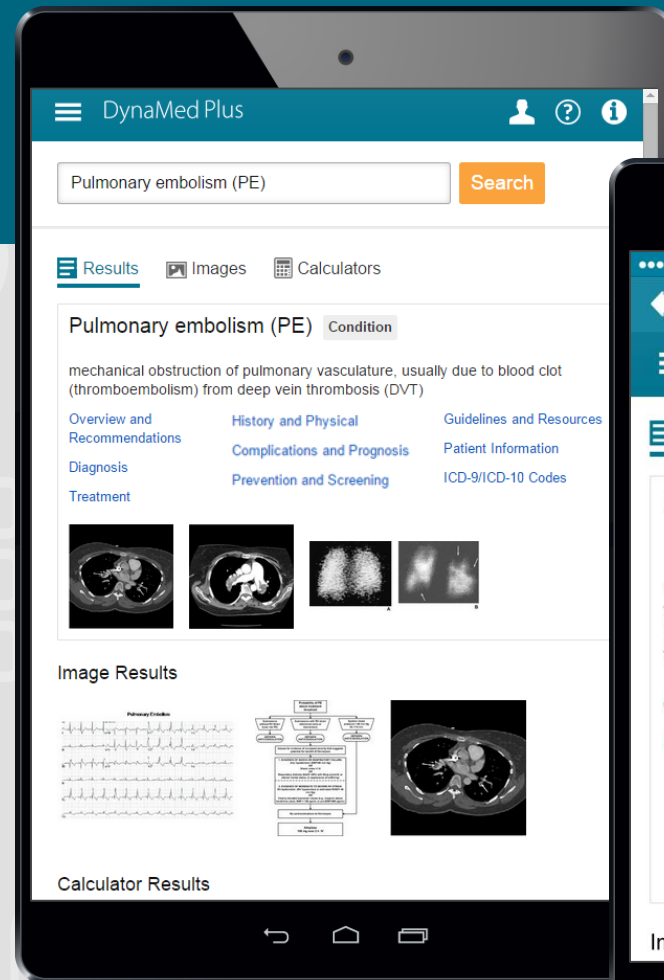 DynaMed Plus
Pulmonary embolism (PE)
Search
Results Images Calculators
Pulmonary embolism (PE) Condition
mechanical obstruction of pulmonary vasculature, usually due to blood clot
(thromboembolism) from deep vein thrombosis (DVT)
Overview and
Recommendations
Diagnosis
Treatment
History and Physical
Complications and Prognosis
Prevention and Screening
Guidelines and Resources
Patient Information
ICD-9/ICD-10 Codes
A
B
Image Results
Pulmonary Embolism
Calculator Results